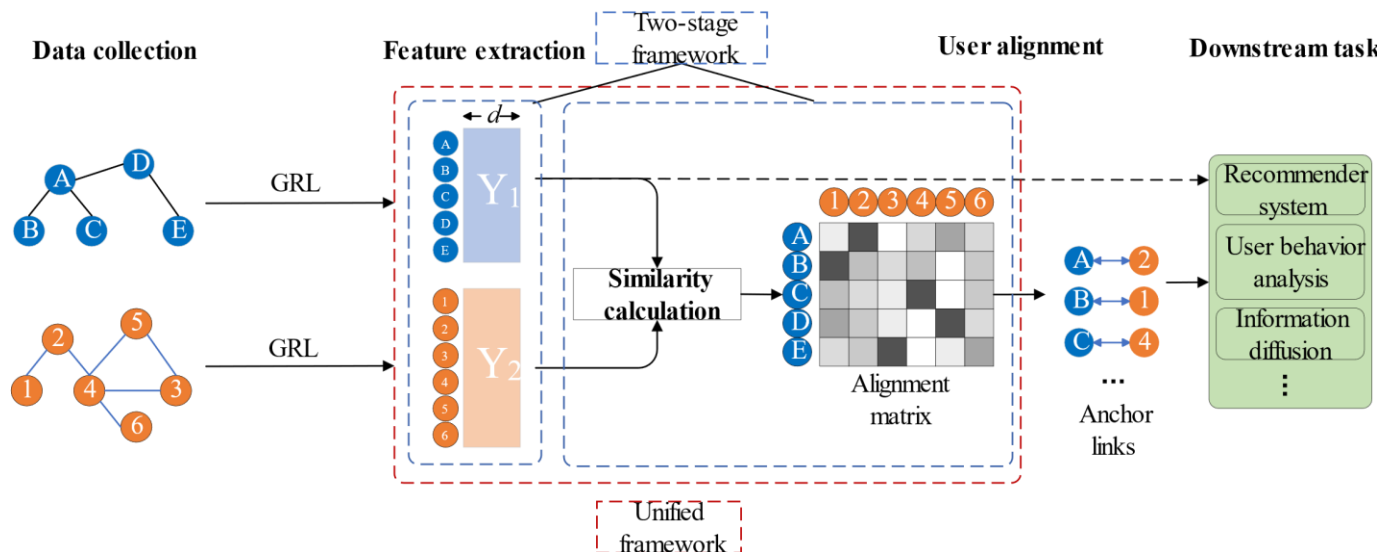 Data collection
Feature extraction
Two-stage
framework
User alignment
Downstream task
d
A
B
C
D
E
Y1
GRL
A
D
B
C
E
1
2
3
4
5
6
Y2
GRL
5
2
1
4
3
6
Similarity
calculation
1 2 3 4 5 6
A
B
C
D
E
Alignment
matrix
A 2
B 1
C 4
...
Anchor
links
Recommender
system
User behavior
analysis
Information
diffusion
⋮
Unified
framework